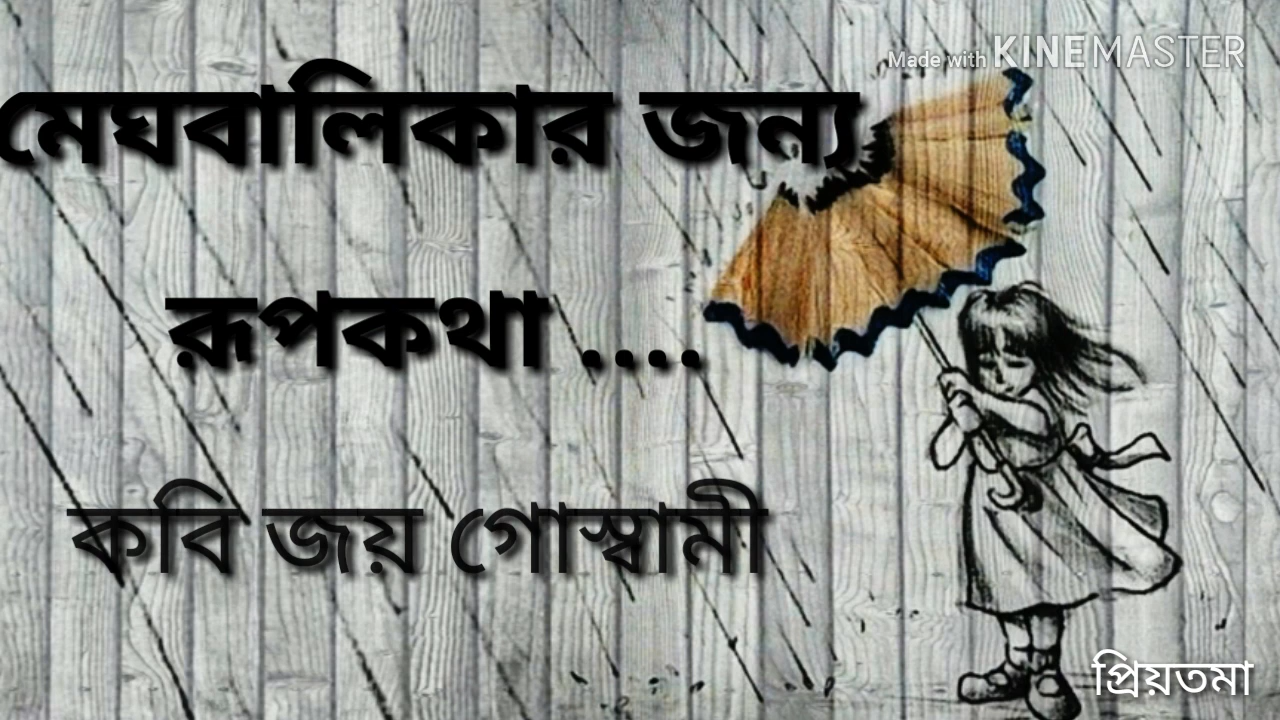 Made with KINEMASTER
মেঘবালিকার জন্য
রূপকথা ....
কবি জয় গোস্বামী
প্রিয়তমা